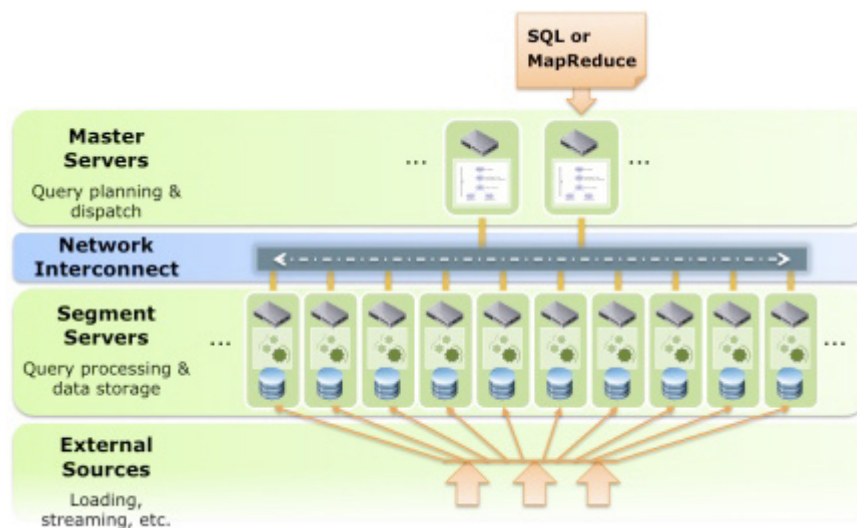 SQL or
MapReduce
Master
Servers
Query planning &
dispatch
...
...
Network
Interconnect
Segment
Servers
Query processing &
data storage
...
...
External
Sources
Loading,
streaming, etc.